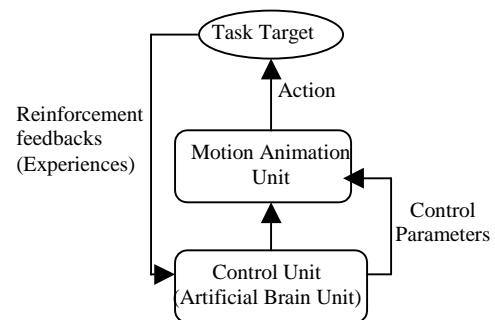 Task Target
Action
Reinforcement
feedbacks
(Experiences)
Motion Animation
Unit
Control
Parameters
Control Unit
(Artificial Brain Unit)